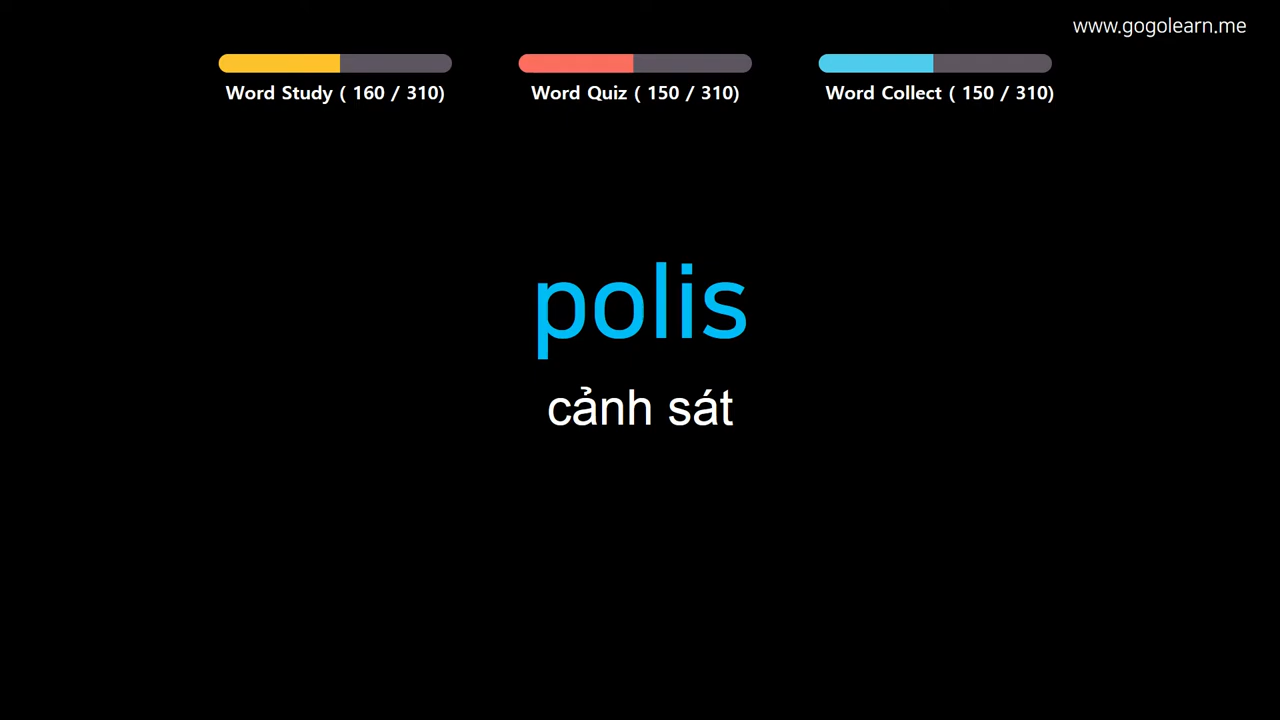 www.gogolearn.me
Word Study ( 160 / 310)
Word Quiz ( 150 / 310)
Word Collect ( 150 / 310)
polis
cảnh sát